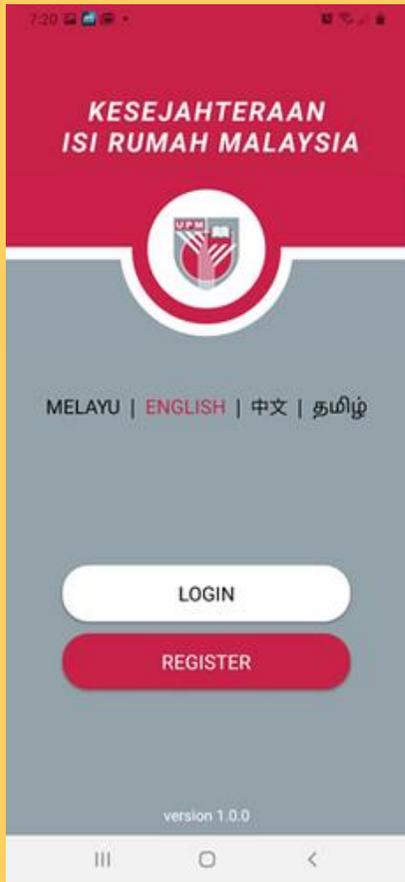 7:20
KESEJAHTERAAN
ISI RUMAH MALAYSIA
UPM
MELAYU | ENGLISH | 中文 | தமிழ்
LOGIN
REGISTER
version 1.0.0